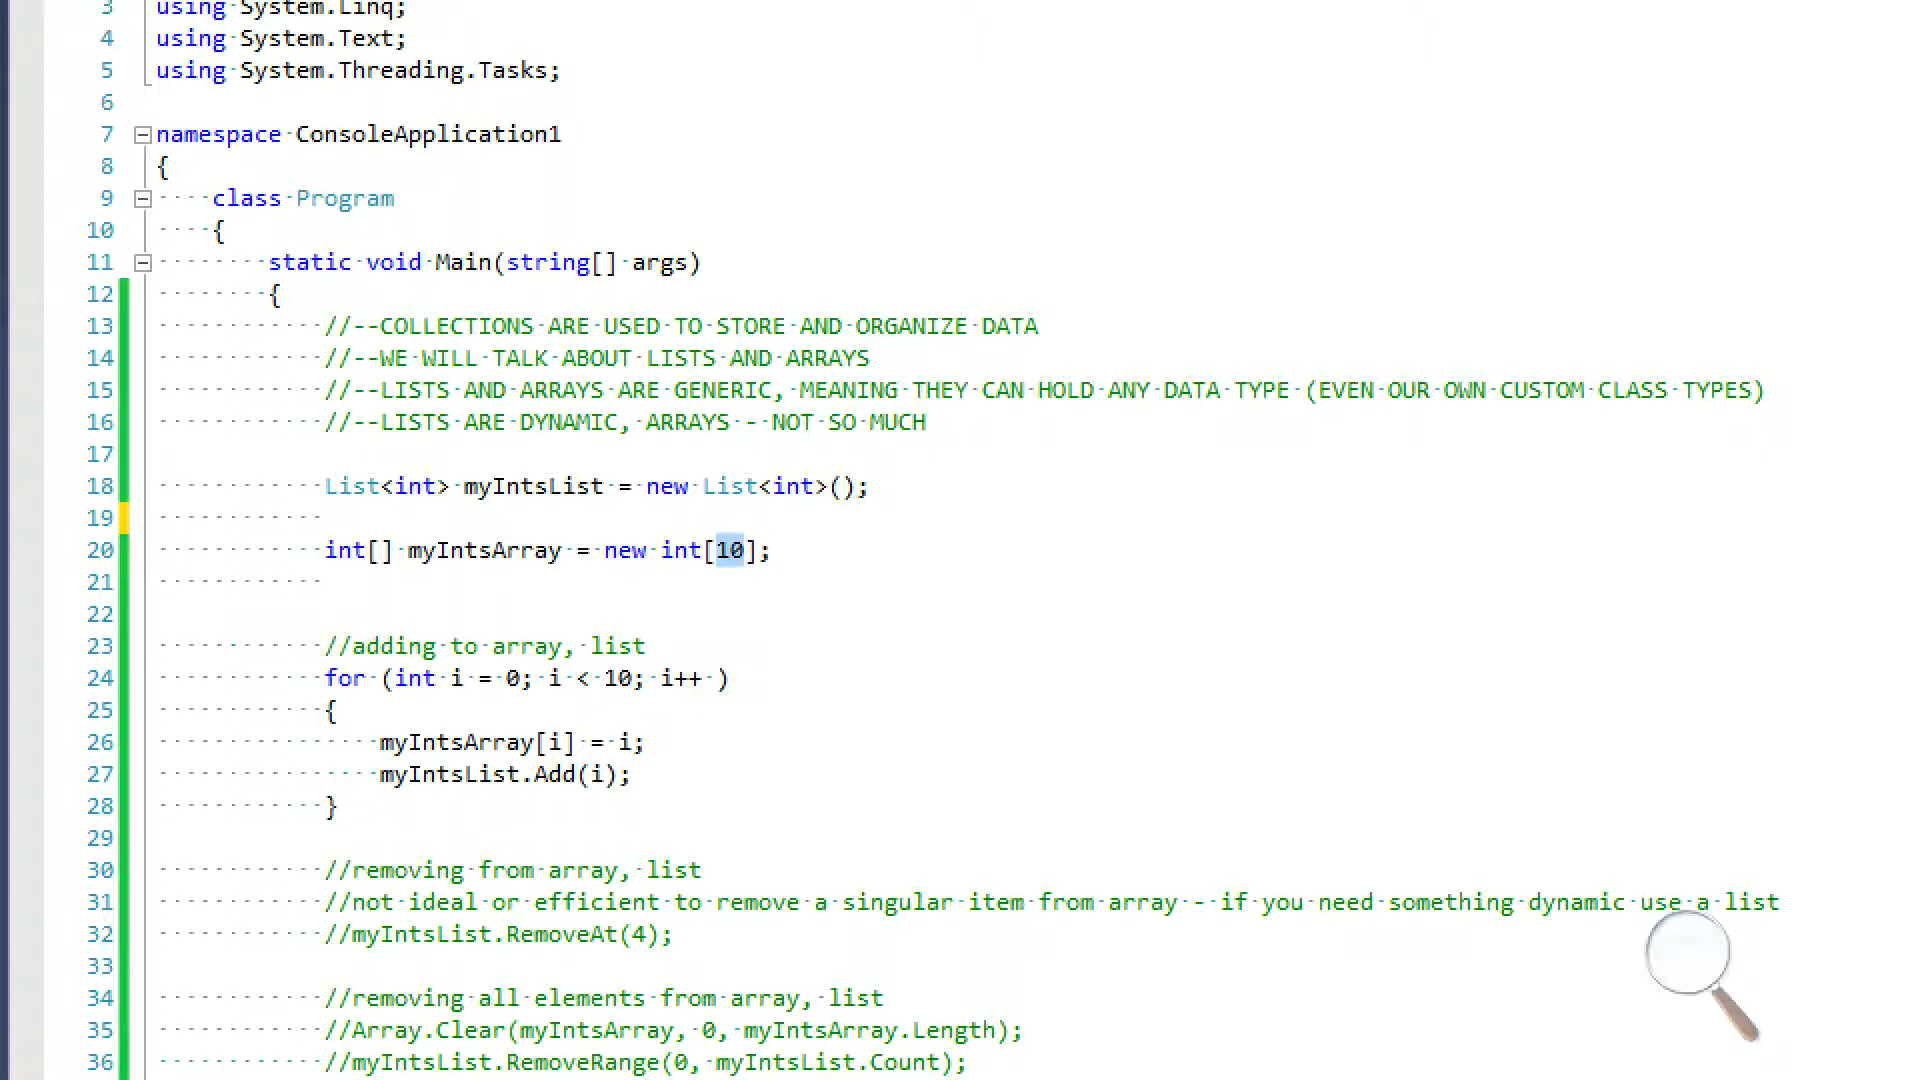 3 using System.Linq;
4 using System.Text;
5 using System.Threading.Tasks;
6
7 namespace ConsoleApplication1
8 {
9 class Program
10 {
11 static void Main(string[] args)
12 {
13 //--COLLECTIONS ARE USED TO STORE AND ORGANIZE DATA
14 //--WE WILL TALK ABOUT LISTS AND ARRAYS
15 //--LISTS AND ARRAYS ARE GENERIC, MEANING THEY CAN HOLD ANY DATA TYPE (EVEN OUR OWN CUSTOM CLASS TYPES)
16 //--LISTS ARE DYNAMIC, ARRAYS - NOT SO MUCH
17
18 List<int> myIntsList = new List<int>();
19
20 int[] myIntsArray = new int[10];
21
22
23 //adding to array, list
24 for (int i = 0; i < 10; i++ )
25 {
26 myIntsArray[i] = i;
27 myIntsList.Add(i);
28 }
29
30 //removing from array, list
31 //not ideal or efficient to remove a singular item from array - if you need something dynamic use a list
32 //myIntsList.RemoveAt(4);
33
34 //removing all elements from array, list
35 //Array.Clear(myIntsArray, 0, myIntsArray.Length);
36 //myIntsList.RemoveRange(0, myIntsList.Count);